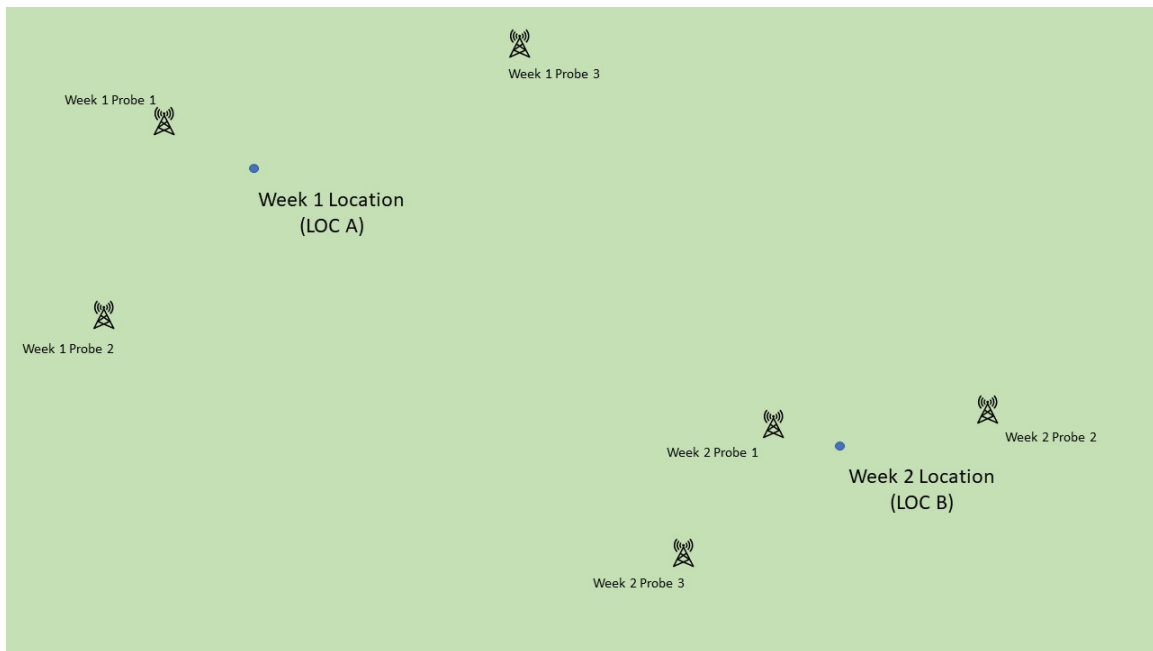 Week 1 Probe 3
Week 1 Probe 1
Week 1 Location
(LOC A)
Week 1 Probe 2
Week 2 Probe 2
Week 2 Probe 1
Week 2 Location
(LOC B)
Week 2 Probe 3